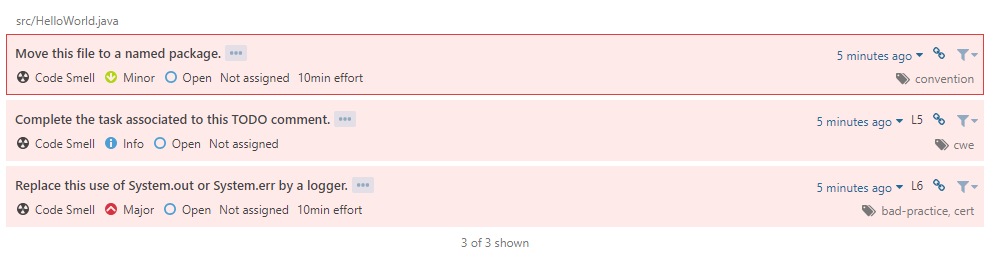 src/HelloWorld.java
Move this file to a named package. ••• 5 minutes ago
Code Smell Minor Open Not assigned 10min effort convention
Complete the task associated to this TODO comment. ••• 5 minutes ago L5
Code Smell Info Open Not assigned cwe
Replace this use of System.out or System.err by a logger. ••• 5 minutes ago L6
Code Smell Major Open Not assigned 10min effort bad-practice, cert
3 of 3 shown